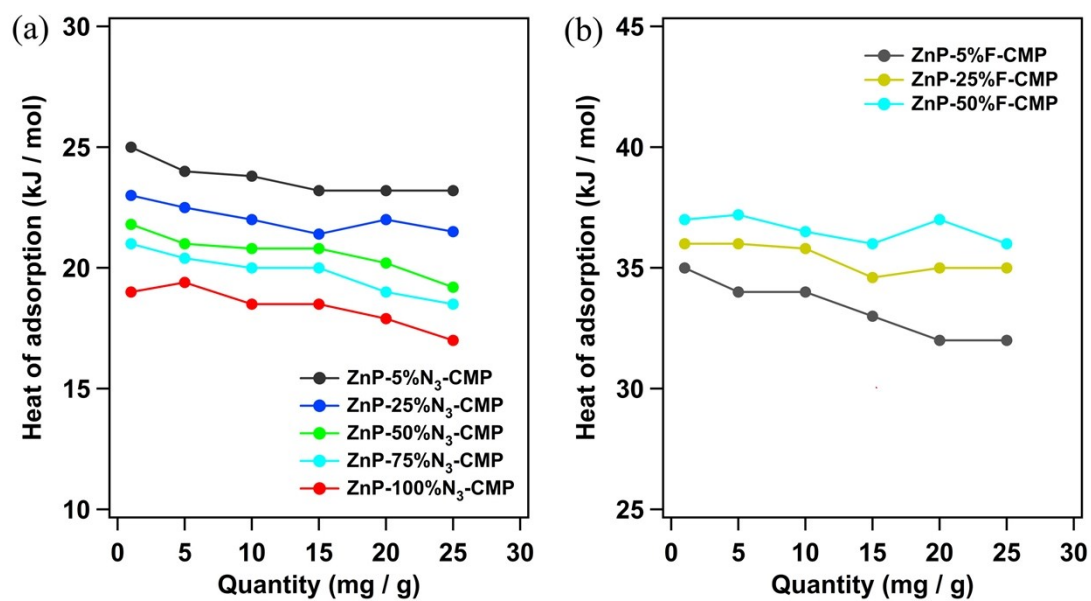 (a)
30
25
20
15
10
Heat of adsorption (kJ / mol)
ZnP-5%N₃-CMP
ZnP-25%N₃-CMP
ZnP-50%N₃-CMP
ZnP-75%N₃-CMP
ZnP-100%N₃-CMP
0 5 10 15 20 25 30
Quantity (mg / g)
(b)
45
40
35
30
25
Heat of adsorption (kJ / mol)
ZnP-5%F-CMP
ZnP-25%F-CMP
ZnP-50%F-CMP
0 5 10 15 20 25 30
Quantity (mg / g)